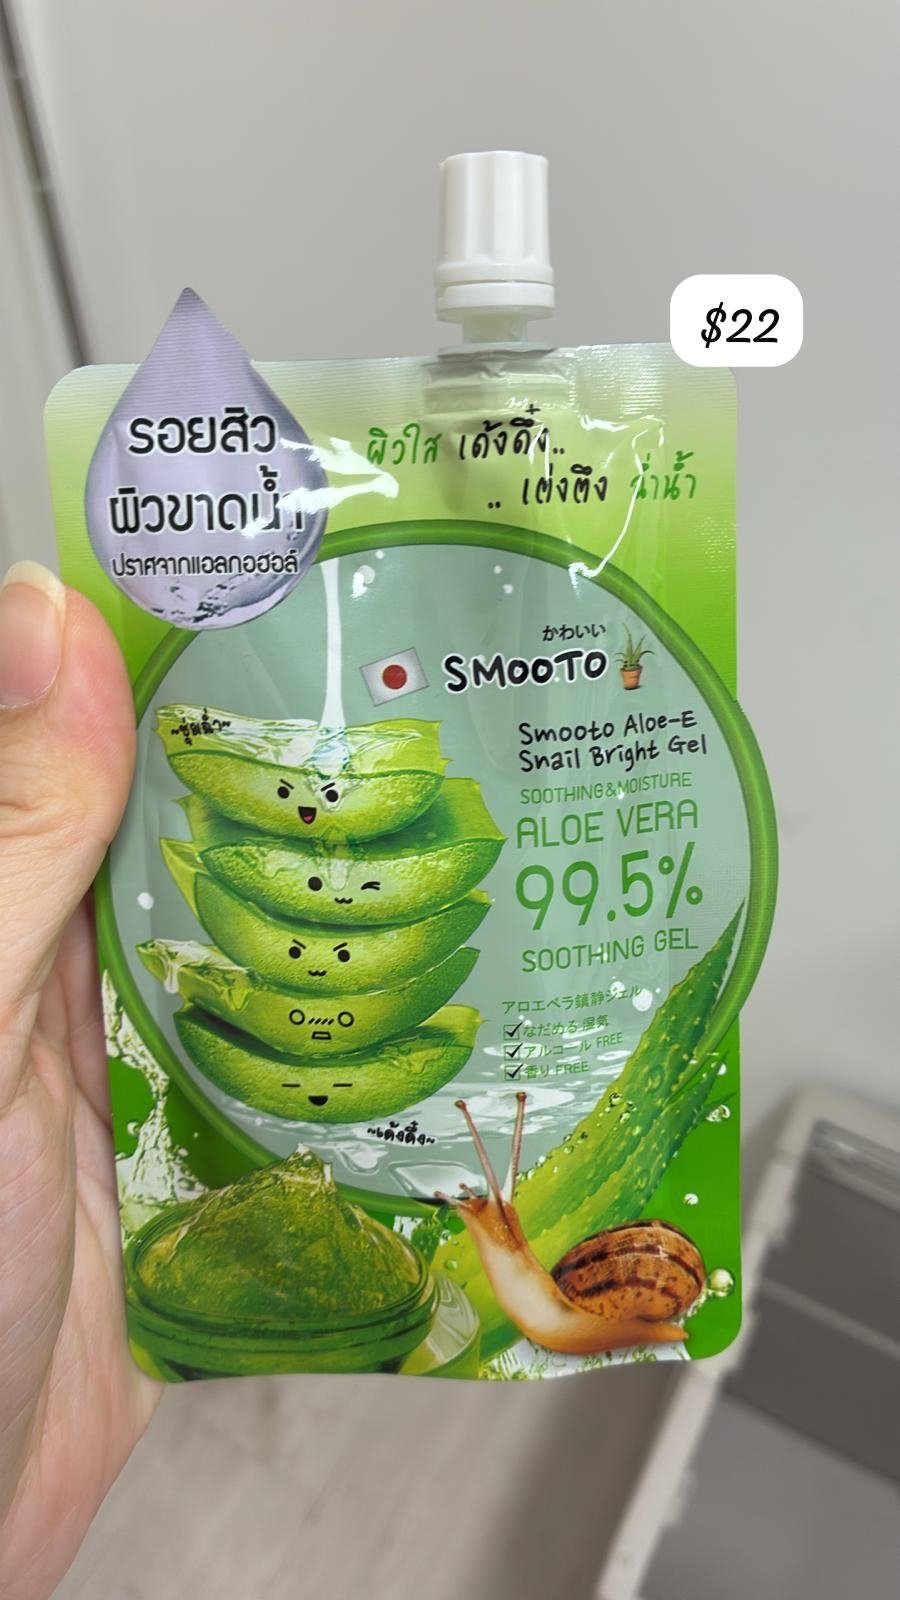 $22
รอยสิว
ผิวขาดน้ำ
ปราศจากแอลกอฮอล์
ผิวใส เด้งดึ๋ง..
.. เต่งตึง ฉ่ำน้ำ
かわいい
SMOOTO
~ชุ่มฉ่ำ~
Smooto Aloe-E
Snail Bright Gel
SOOTHING&MOISTURE
ALOE VERA
99.5%
SOOTHING GEL
アロエベラ鎮静ジェル
なだめる 湿気
アルコール FREE
香り FREE
~เด้งดึ๋ง~